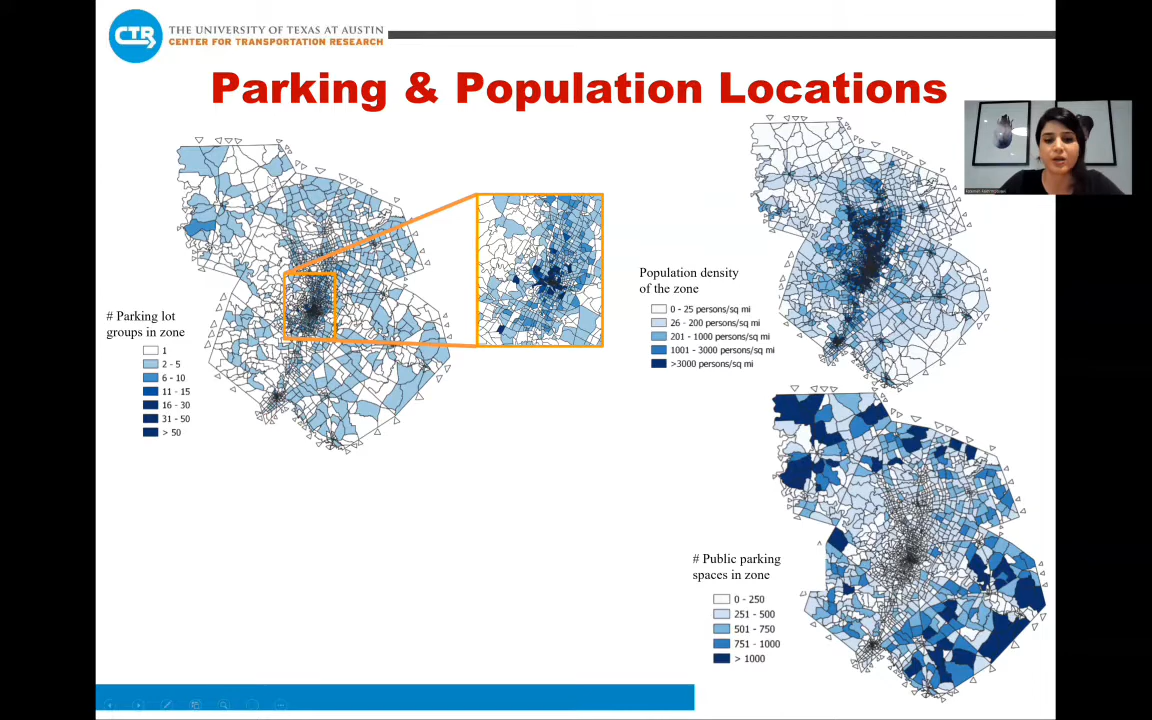 CTR
THE UNIVERSITY OF TEXAS AT AUSTIN
CENTER FOR TRANSPORTATION RESEARCH
Parking & Population Locations
# Parking lot
groups in zone
1
2 - 5
6 - 10
11 - 15
16 - 30
31 - 50
> 50
Population density
of the zone
0 - 25 persons/sq mi
26 - 200 persons/sq mi
201 - 1000 persons/sq mi
1001 - 3000 persons/sq mi
>3000 persons/sq mi
# Public parking
spaces in zone
0 - 250
251 - 500
501 - 750
751 - 1000
> 1000